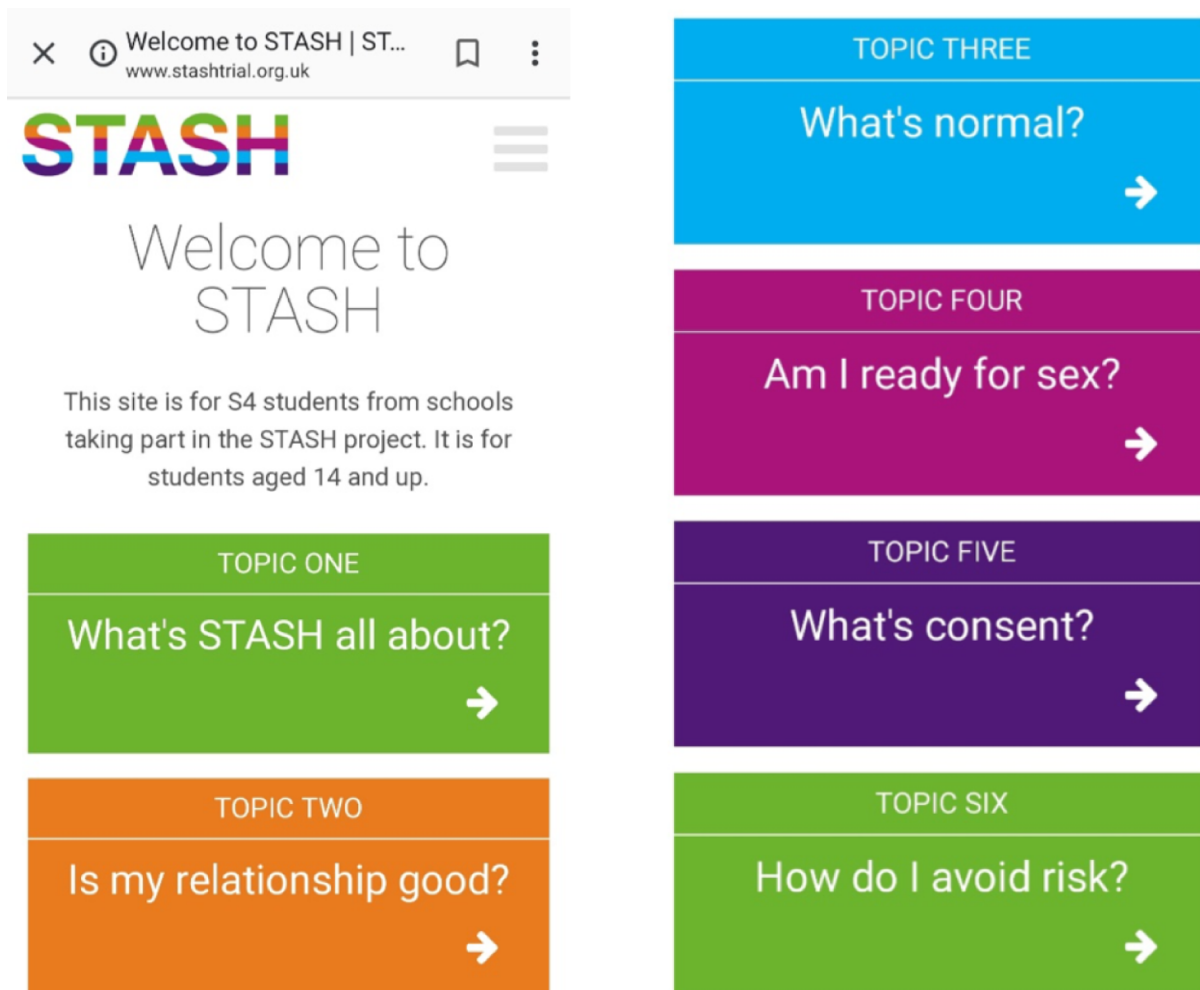 Welcome to STASH | ST...
www.stashtrial.org.uk
STASH
Welcome to
STASH
This site is for S4 students from schools
taking part in the STASH project. It is for
students aged 14 and up.
TOPIC ONE
What's STASH all about?
TOPIC TWO
Is my relationship good?
TOPIC THREE
What's normal?
TOPIC FOUR
Am I ready for sex?
TOPIC FIVE
What's consent?
TOPIC SIX
How do I avoid risk?